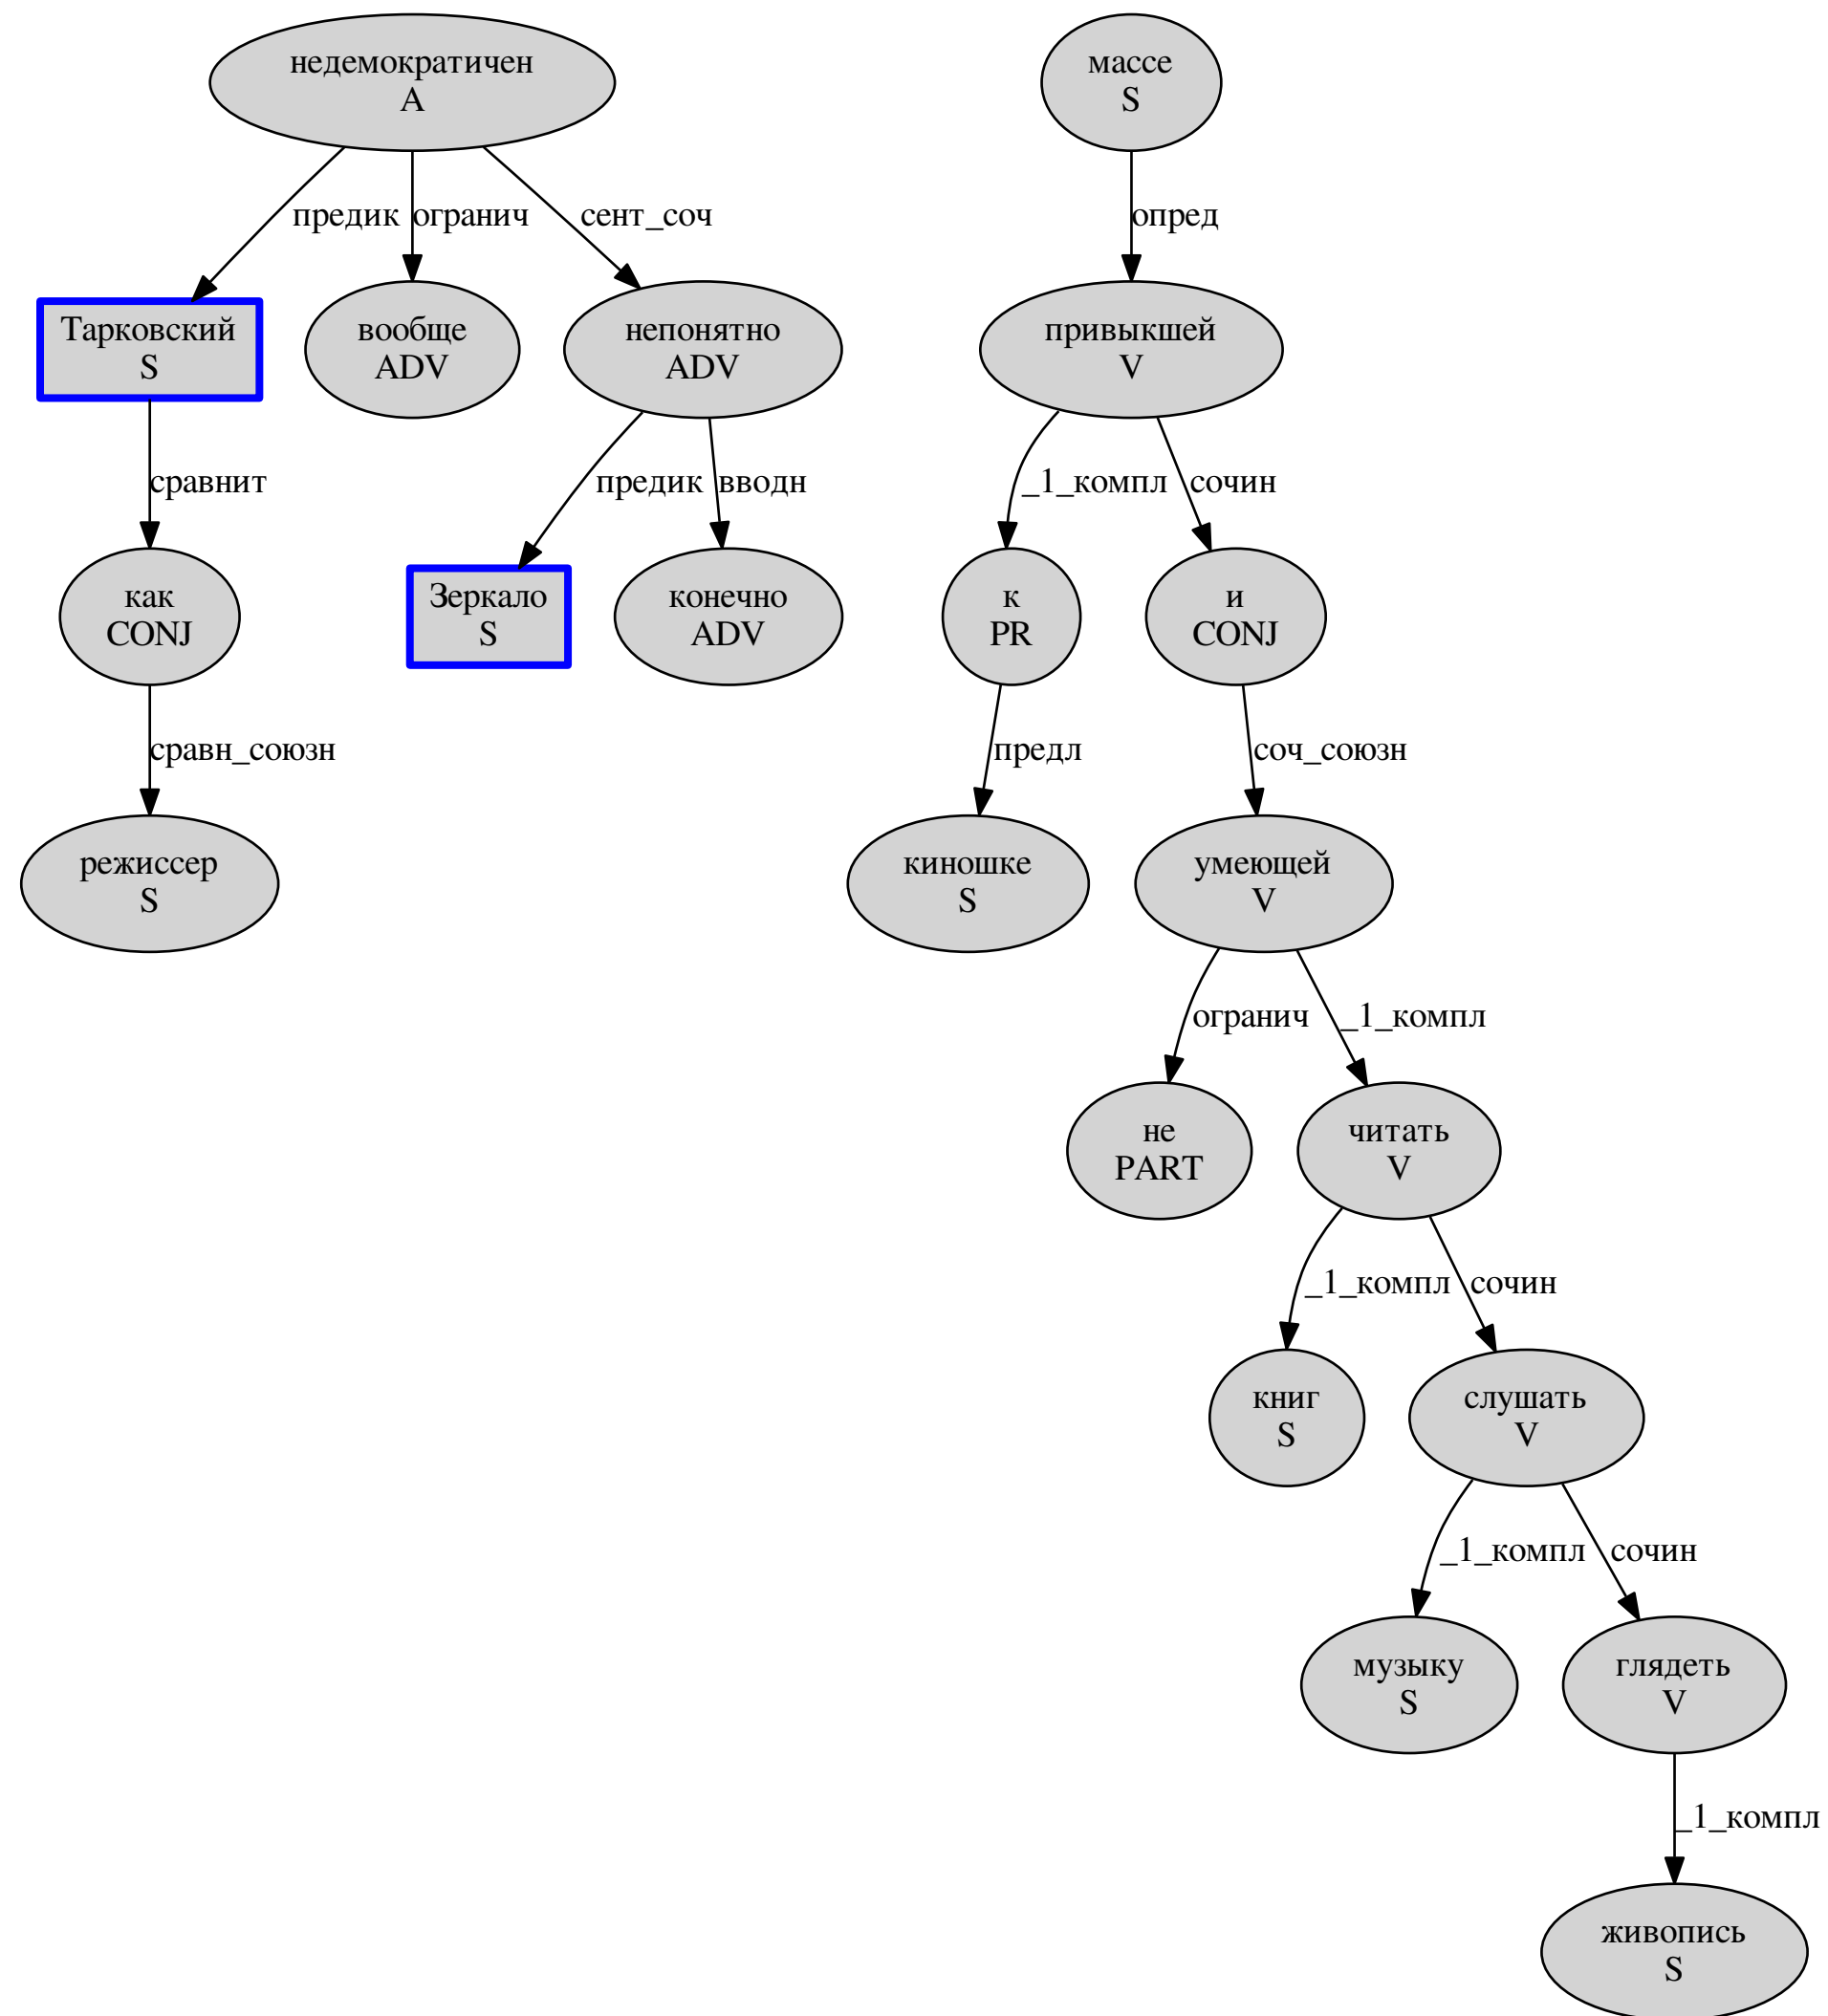 недемократичен
A
массе
S
предик
огранич
сент_соч
опред
Тарковский
S
вообще
ADV
непонятно
ADV
привыкшей
V
сравнит
предик
вводн
_1_компл
сочин
как
CONJ
Зеркало
S
конечно
ADV
к
PR
и
CONJ
сравн_союзн
предл
соч_союзн
режиссер
S
киношке
S
умеющей
V
огранич
_1_компл
не
PART
читать
V
_1_компл
сочин
книг
S
слушать
V
_1_компл
сочин
музыку
S
глядеть
V
_1_компл
живопись
S